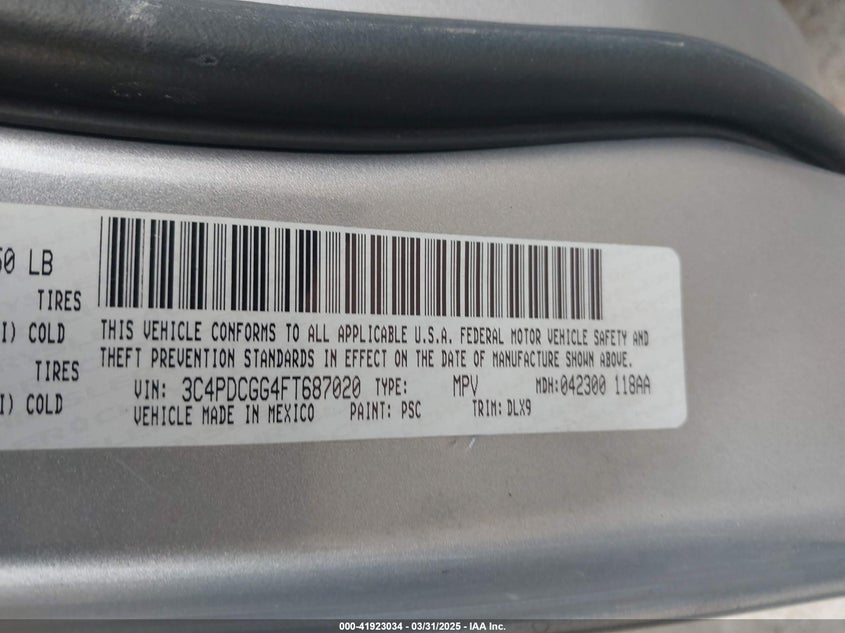 50 LB
TIRES
I) COLD
TIRES
I) COLD
THIS VEHICLE CONFORMS TO ALL APPLICABLE U.S.A. FEDERAL MOTOR VEHICLE SAFETY AND
THEFT PREVENTION STANDARDS IN EFFECT ON THE DATE OF MANUFACTURE SHOWN ABOVE.
VIN: 3C4PDCGG4FT687020 TYPE: MPV MDH:042300 118AA
VEHICLE MADE IN MEXICO PAINT: PSC TRIM: DLX9
000-41923034 - 03/31/2025 - IAA Inc.